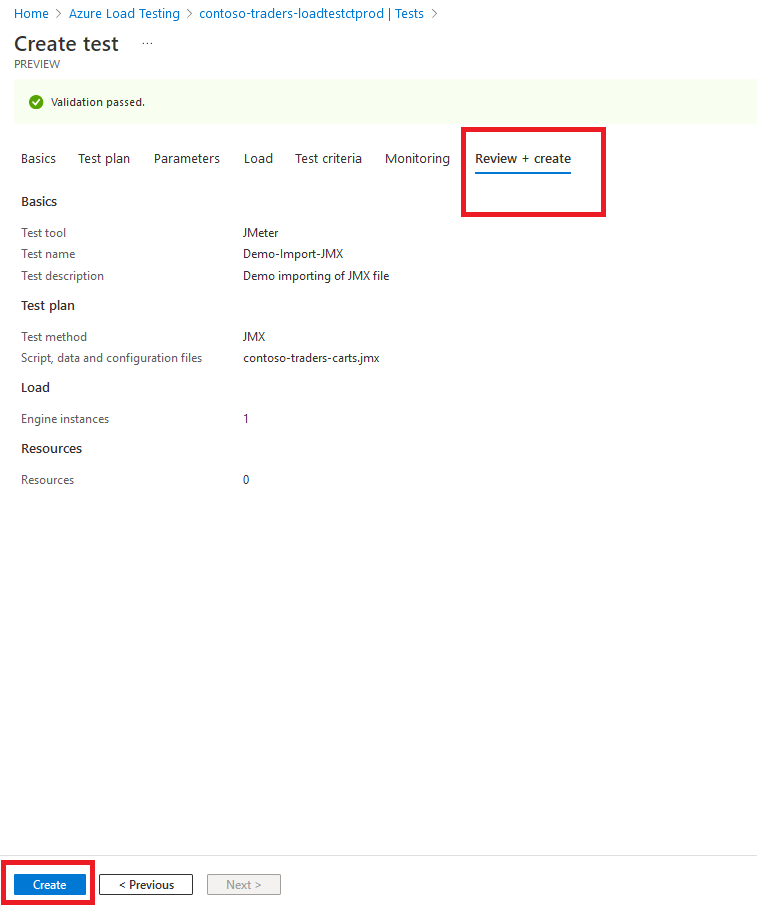 Home > Azure Load Testing > contoso-traders-loadtestctprod | Tests >
Create test ...
PREVIEW
Validation passed.
Basics Test plan Parameters Load Test criteria Monitoring Review + create
Basics
Test tool JMeter
Test name Demo-Import-JMX
Test description Demo importing of JMX file
Test plan
Test method JMX
Script, data and configuration files contoso-traders-carts.jmx
Load
Engine instances 1
Resources
Resources 0
Create < Previous Next >